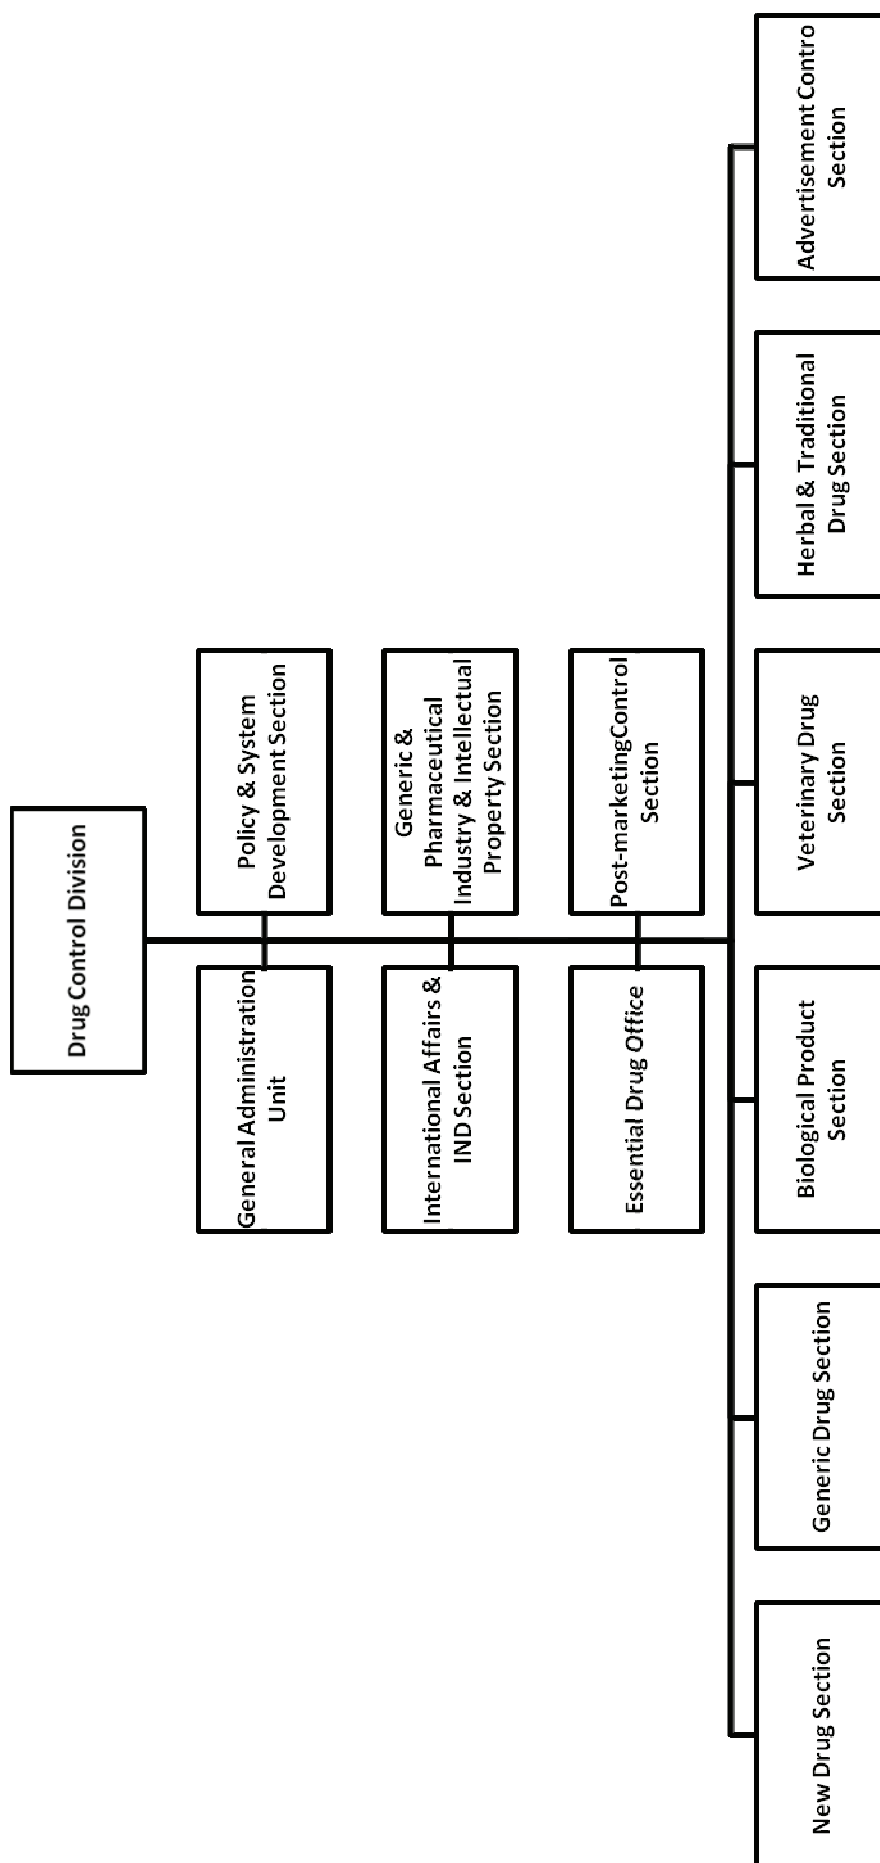 Drug Control Division
General Administration
Unit
Policy & System
Development Section
International Affairs &
IND Section
Generic &
Pharmaceutical
Industry & Intellectual
Property Section
Essential Drug Office
Post-marketingControl
Section
New Drug Section
Generic Drug Section
Biological Product
Section
Veterinary Drug
Section
Herbal & Traditional
Drug Section
Advertisement Contro
Section